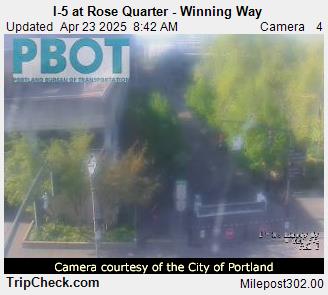 I-5 at Rose Quarter - Winning Way
Updated Apr 23 2025 8:42 AM Camera 4
PBOT
PORTLAND BUREAU OF TRANSPORTATION
Camera courtesy of the City of Portland
TripCheck.com Milepost302.00